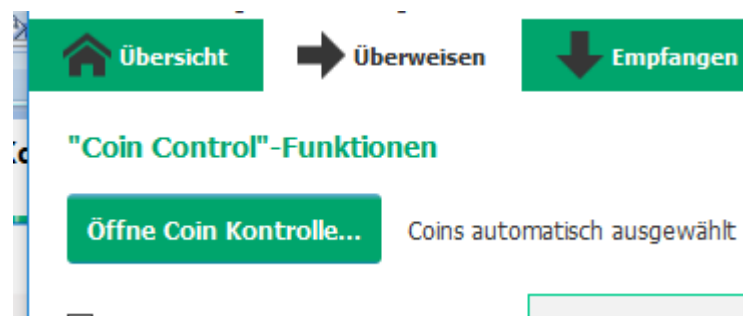 Übersicht Überweisen Empfangen
"Coin Control"-Funktionen
Öffne Coin Kontrolle... Coins automatisch ausgewählt